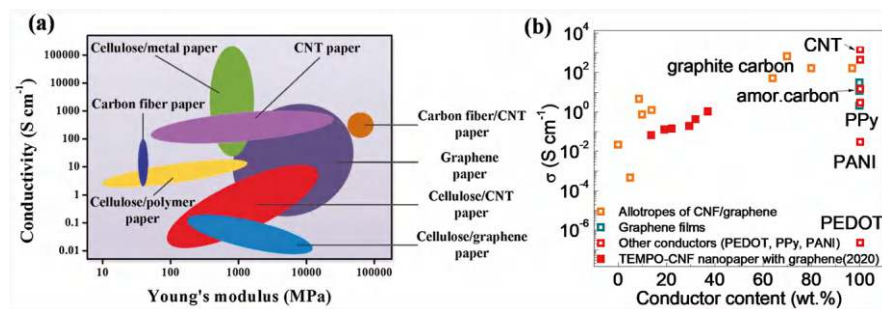 (a)
Conductivity (S cm⁻¹)
100000
10000
1000
100
10
1
0.1
0.01
Cellulose/metal paper
CNT paper
Carbon fiber paper
Cellulose/polymer
paper
Carbon fiber/CNT
paper
Graphene
paper
Cellulose/CNT
paper
Cellulose/graphene
paper
10
100
1000
10000
100000
Young's modulus (MPa)
(b)
σ (S cm⁻¹)
10⁴
10²
10⁰
10⁻²
10⁻⁴
10⁻⁶
CNT
graphite carbon
amor.carbon
PPy
PANI
PEDOT
Allotropes of CNF/graphene
Graphene films
Other conductors (PEDOT, PPy, PANI)
TEMPO-CNF nanopaper with graphene(2020)
0
20
40
60
80
100
Conductor content (wt.%)